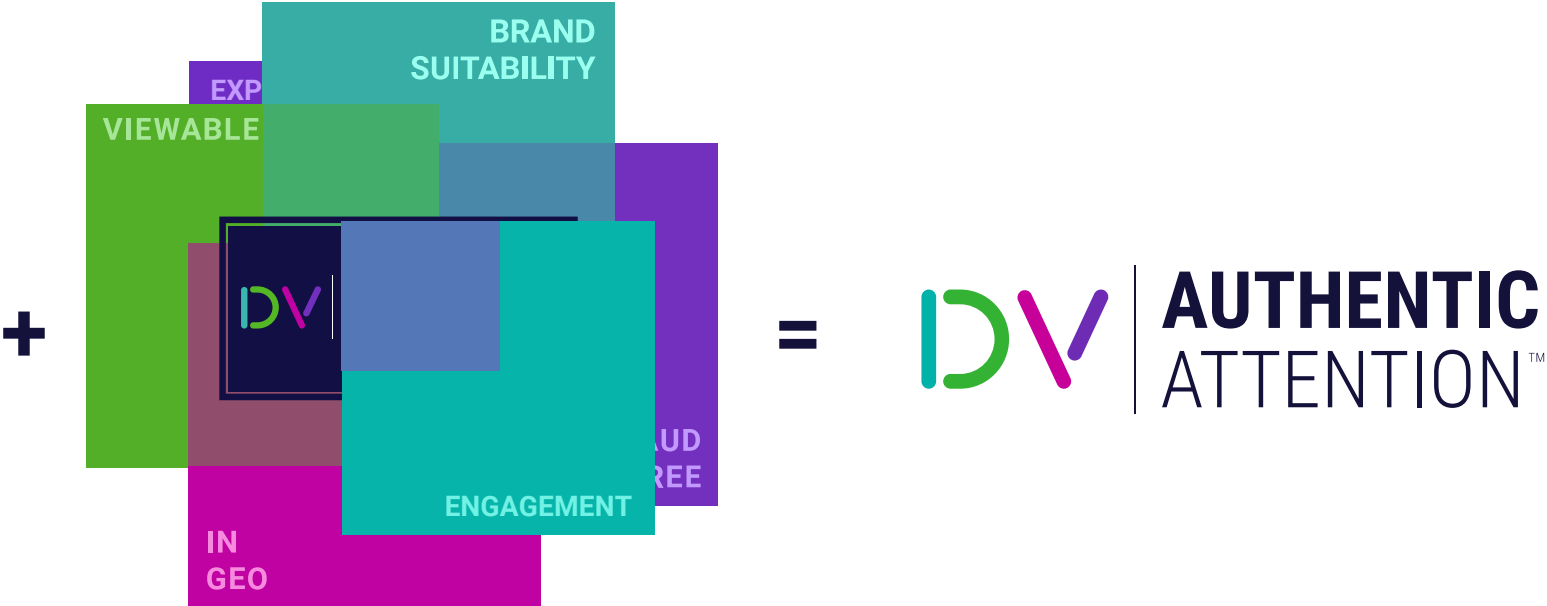 BRAND
SUITABILITY
EXP
VIEWABLE
+
DV
=
DV
AUTHENTIC
ATTENTION™
AUD
REE
ENGAGEMENT
IN
GEO